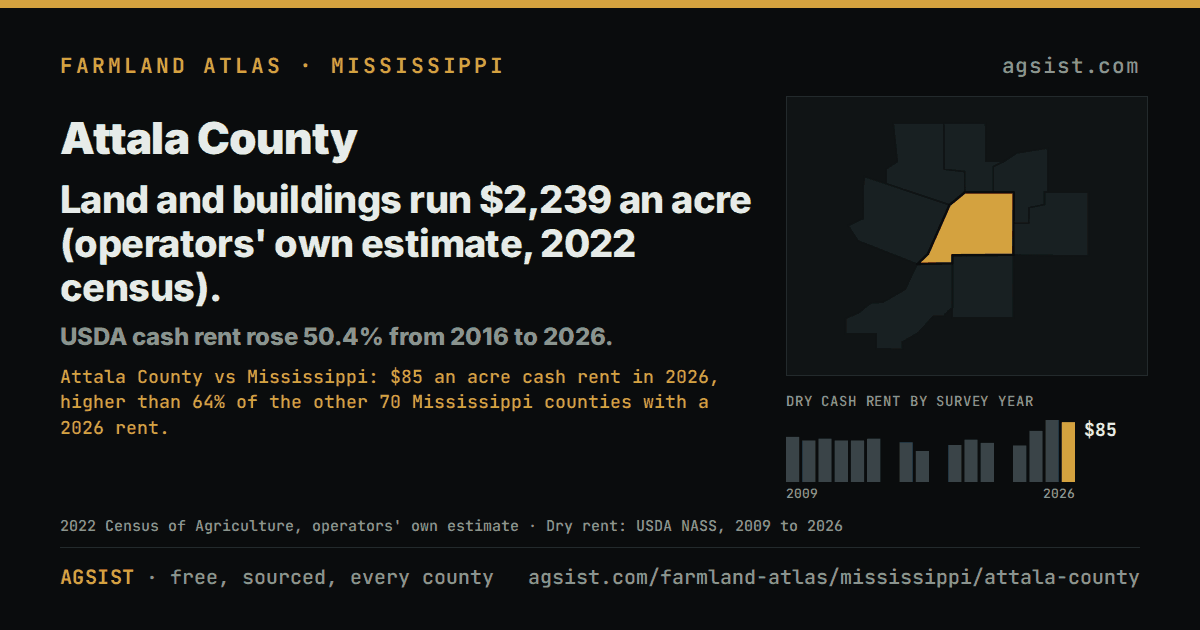 FARMLAND ATLAS · MISSISSIPPI
agsist.com
Attala County
Land and buildings run $2,239 an acre
(operators' own estimate, 2022
census).
USDA cash rent rose 50.4% from 2016 to 2026.
Attala County vs Mississippi: $85 an acre cash rent in 2026,
higher than 64% of the other 70 Mississippi counties with a
2026 rent.
DRY CASH RENT BY SURVEY YEAR
$85
2009
2026
2022 Census of Agriculture, operators' own estimate · Dry rent: USDA NASS, 2009 to 2026
AGSIST · free, sourced, every county
agsist.com/farmland-atlas/mississippi/attala-county